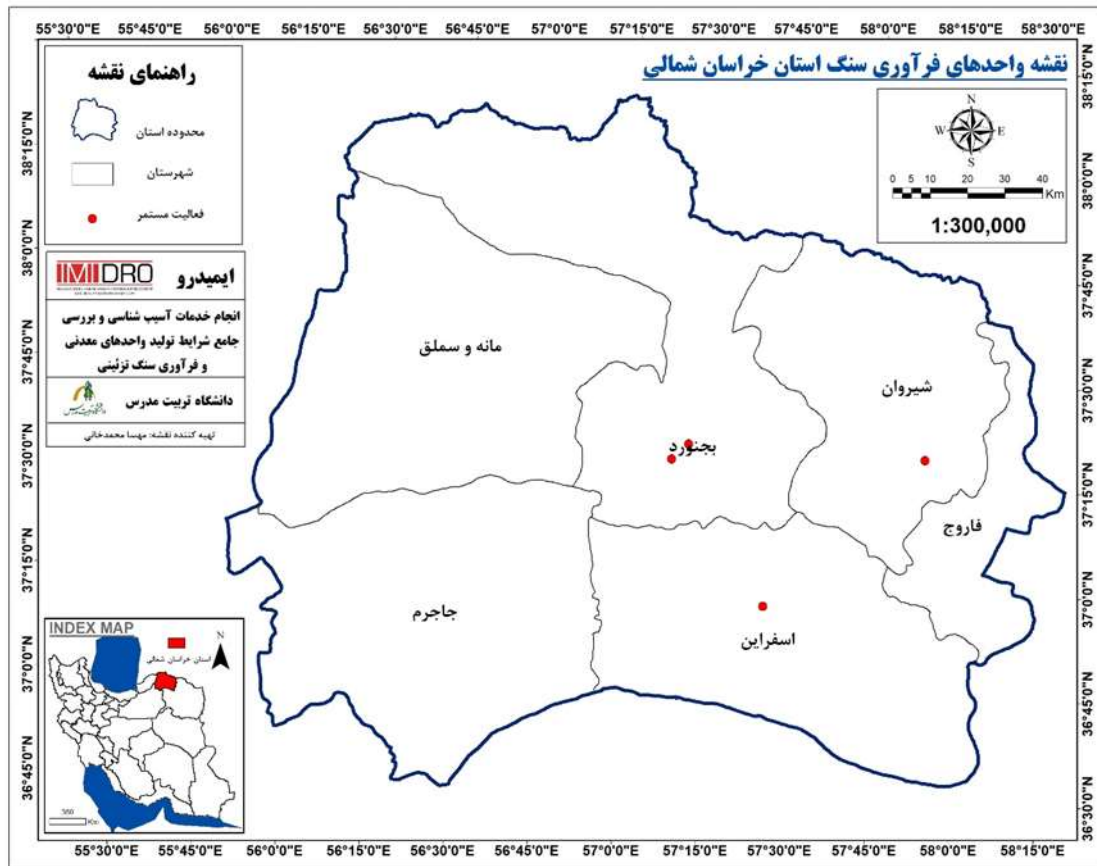 55°30'0"E 55°45'0"E 56°0'0"E 56°15'0"E 56°30'0"E 56°45'0"E 57°0'0"E 57°15'0"E 57°30'0"E 57°45'0"E 58°0'0"E 58°15'0"E 58°30'0"E
نقشه واحدهای فرآوری سنگ استان خراسان شمالی
راهنمای نقشه
محدوده استان
شهرستان
فعالیت مستمر
N
W E
S
0 5 10 20 30 40
Km
1:300,000
IMIDRO ایمیدرو
انجام خدمات آسیب شناسی و بررسی
جامع شرایط تولید واحدهای معدنی
و فرآوری سنگ تزئینی
دانشگاه تربیت مدرس
دانشگاه تربیت مدرس
تهیه کننده نقشه: مهسا محمدخانی
مانه و سملق
شیروان
بجنورد
فاروج
جاجرم
اسفراین
INDEX MAP
N
استان خراسان شمالی
Km
38°45'0"N
38°0'0"N
37°45'0"N
37°30'0"N
37°15'0"N
37°0'0"N
36°45'0"N
38°15'0"N
38°0'0"N
37°45'0"N
37°30'0"N
37°15'0"N
37°0'0"N
36°45'0"N
36°30'0"N
55°30'0"E 55°45'0"E 56°0'0"E 56°15'0"E 56°30'0"E 56°45'0"E 57°0'0"E 57°15'0"E 57°30'0"E 57°45'0"E 58°0'0"E 58°15'0"E